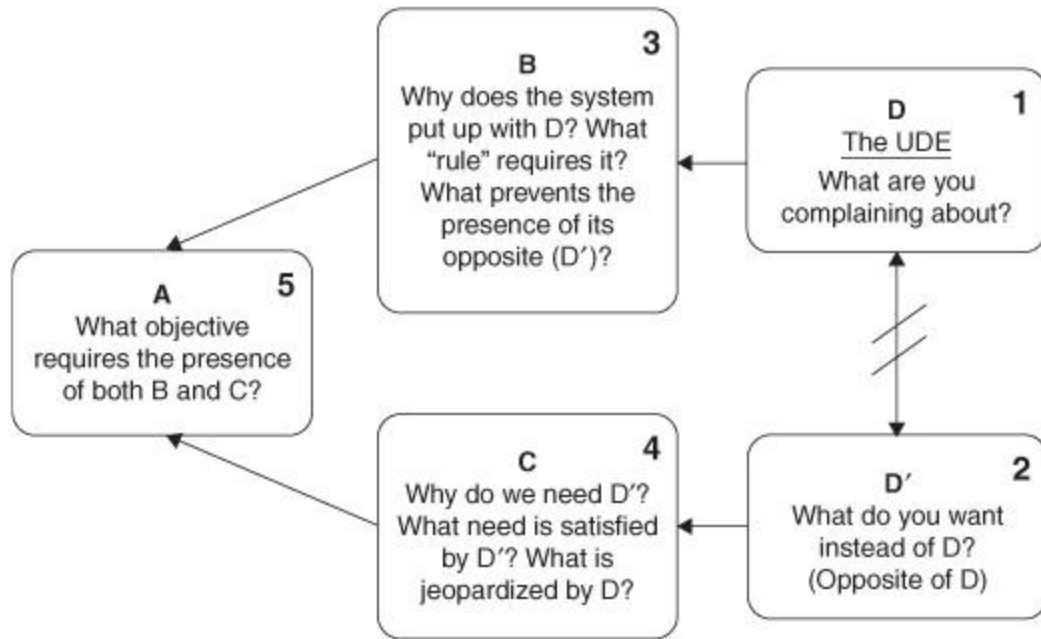 3
B
Why does the system
put up with D? What
“rule” requires it?
What prevents the
presence of its
opposite (D′)?
1
D
The UDE
What are you
complaining about?
5
A
What objective
requires the presence
of both B and C?
4
C
Why do we need D′?
What need is satisfied
by D′? What is
jeopardized by D?
2
D′
What do you want
instead of D?
(Opposite of D)